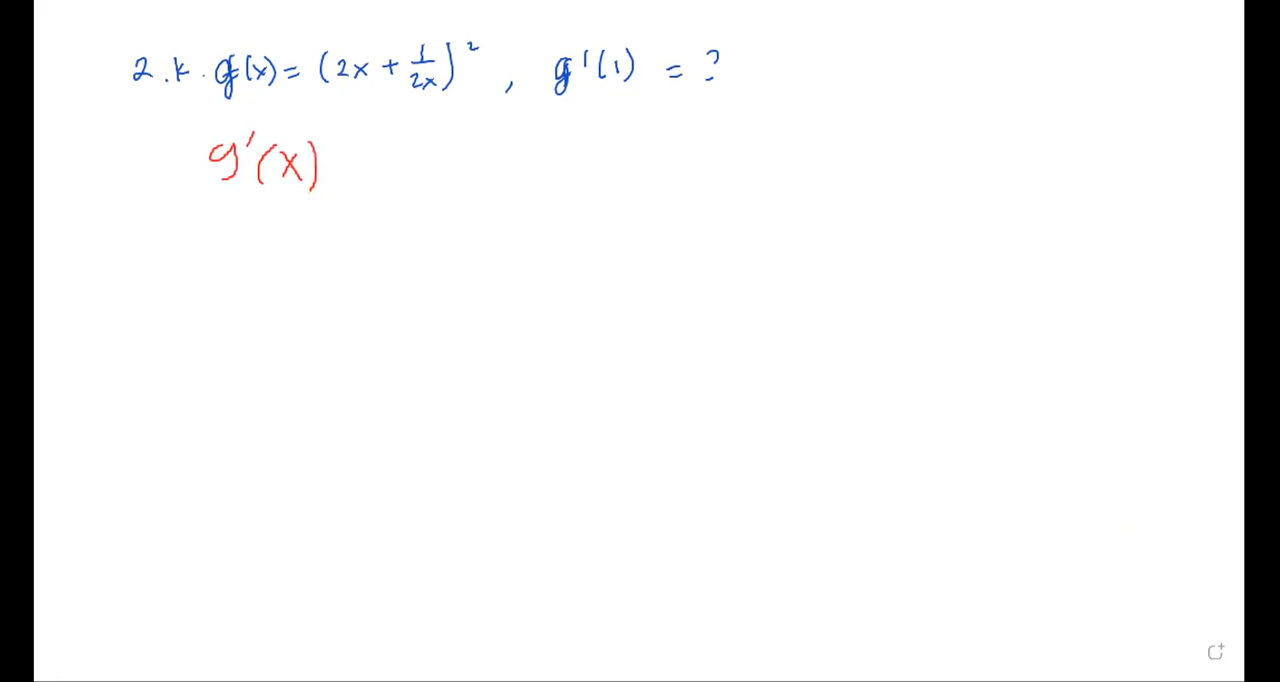 2.k. g(x) = (2x + 1/2x)², g'(1) = ?
g'(x)